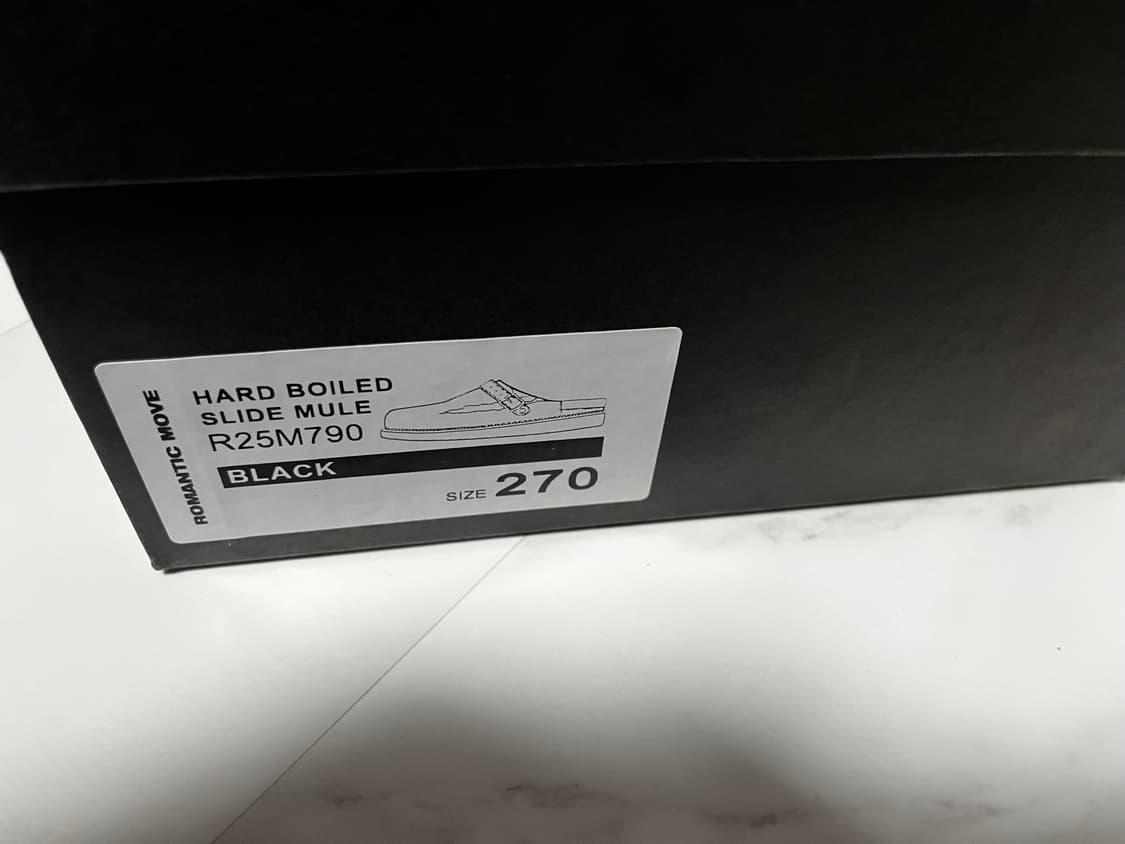 ROMANTIC MOVE
HARD BOILED
SLIDE MULE
R25M790
BLACK
SIZE 270